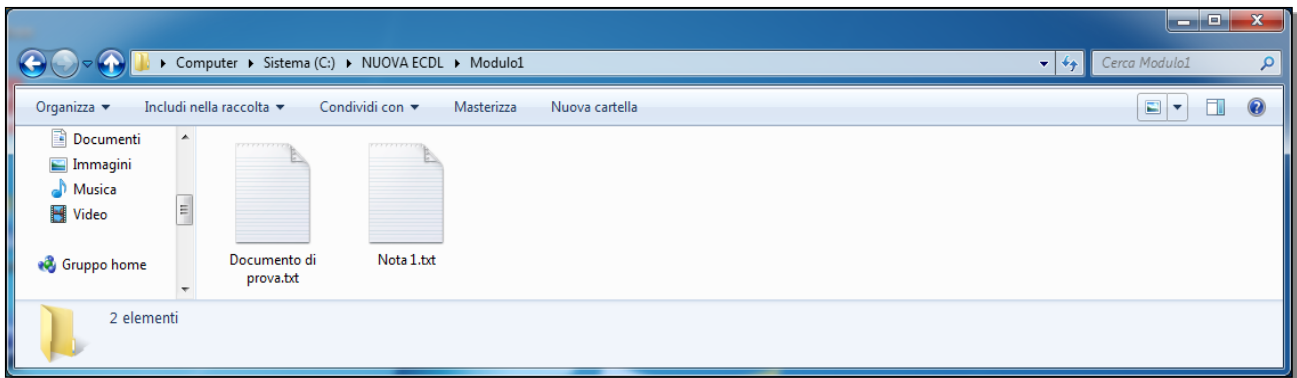 Computer Sistema (C:) NUOVA ECDL Modulo1
Cerca Modulo1
Organizza Includi nella raccolta Condividi con Masterizza Nuova cartella
Documenti
Immagini
Musica
Video
Gruppo home
Documento di
prova.txt
Nota 1.txt
2 elementi